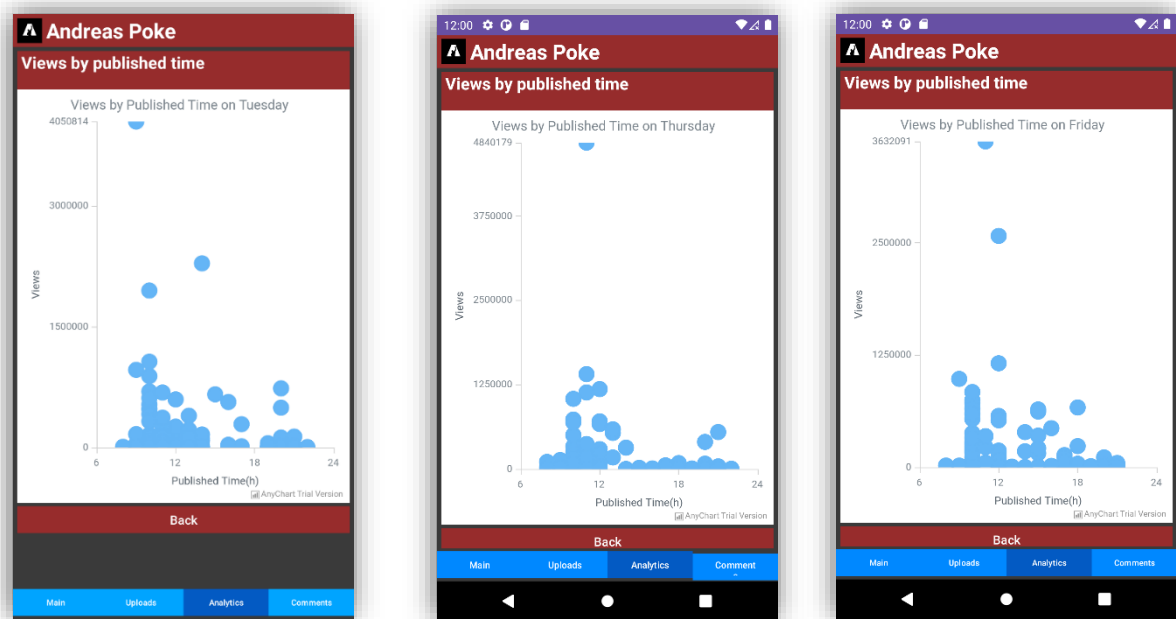 Andreas Poke
Views by published time
Views by Published Time on Tuesday
4050814
3000000
1500000
0
Views
6 12 18 24
Published Time(h)
AnyChart Trial Version
Back
Main Uploads Analytics Comments
12:00
Andreas Poke
Views by published time
Views by Published Time on Thursday
4840179
3750000
2500000
1250000
0
Views
6 12 18 24
Published Time(h)
AnyChart Trial Version
Back
Main Uploads Analytics Comment
12:00
Andreas Poke
Views by published time
Views by Published Time on Friday
3632091
2500000
1250000
0
Views
6 12 18 24
Published Time(h)
AnyChart Trial Version
Back
Main Uploads Analytics Comments